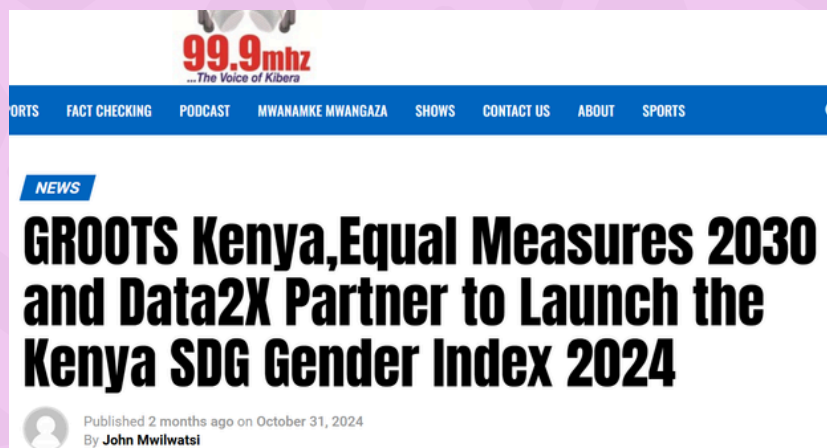 99.9mhz
...The Voice of Kibera
FACT CHECKING PODCAST MWANAMKE MWANGAZA SHOWS CONTACT US ABOUT SPORTS
NEWS
GROOTS Kenya,Equal Measures 2030
and Data2X Partner to Launch the
Kenya SDG Gender Index 2024
Published 2 months ago on October 31, 2024
By John Mwilwatsi